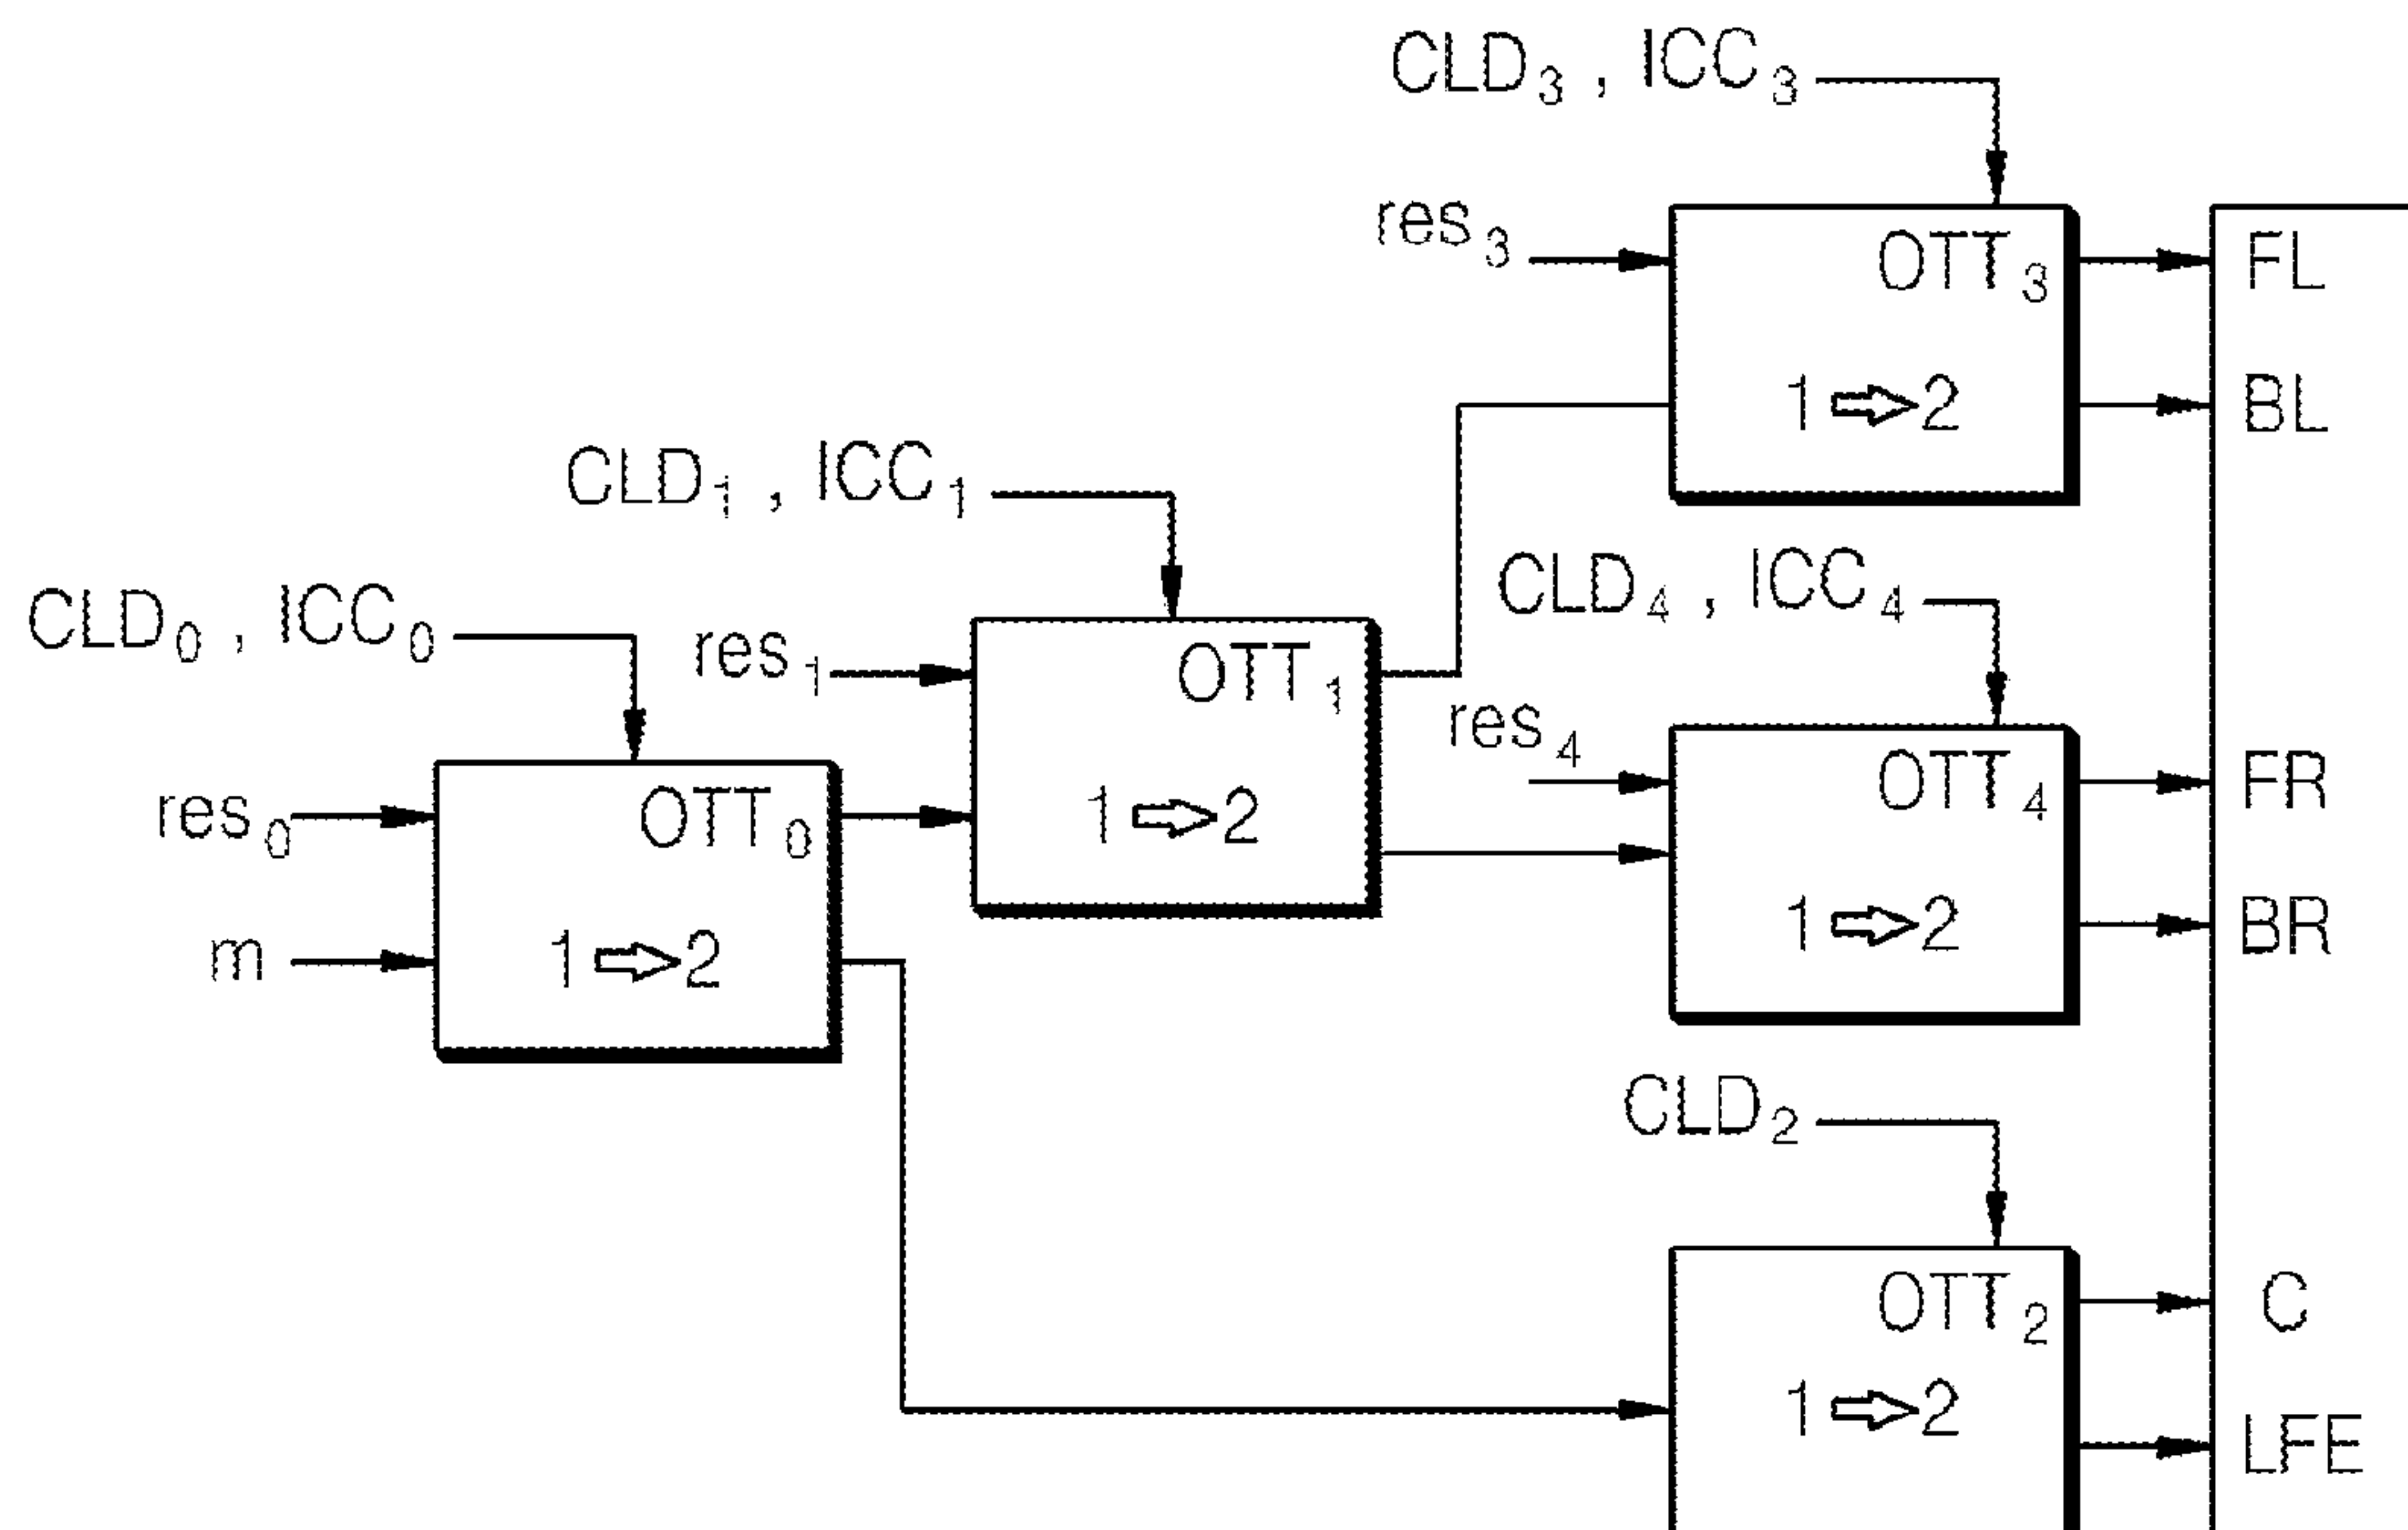 CLD₃ , ICC₃
res₃
OTT₃
FL
1⇨2
BL
CLD₁ , ICC₁
CLD₄ , ICC₄
CLD₀ , ICC₀
res₁
OTT₁
res₄
OTT₄
FR
res₀
OTT₀
1⇨2
1⇨2
BR
m
1⇨2
CLD₂
OTT₂
C
1⇨2
LFE